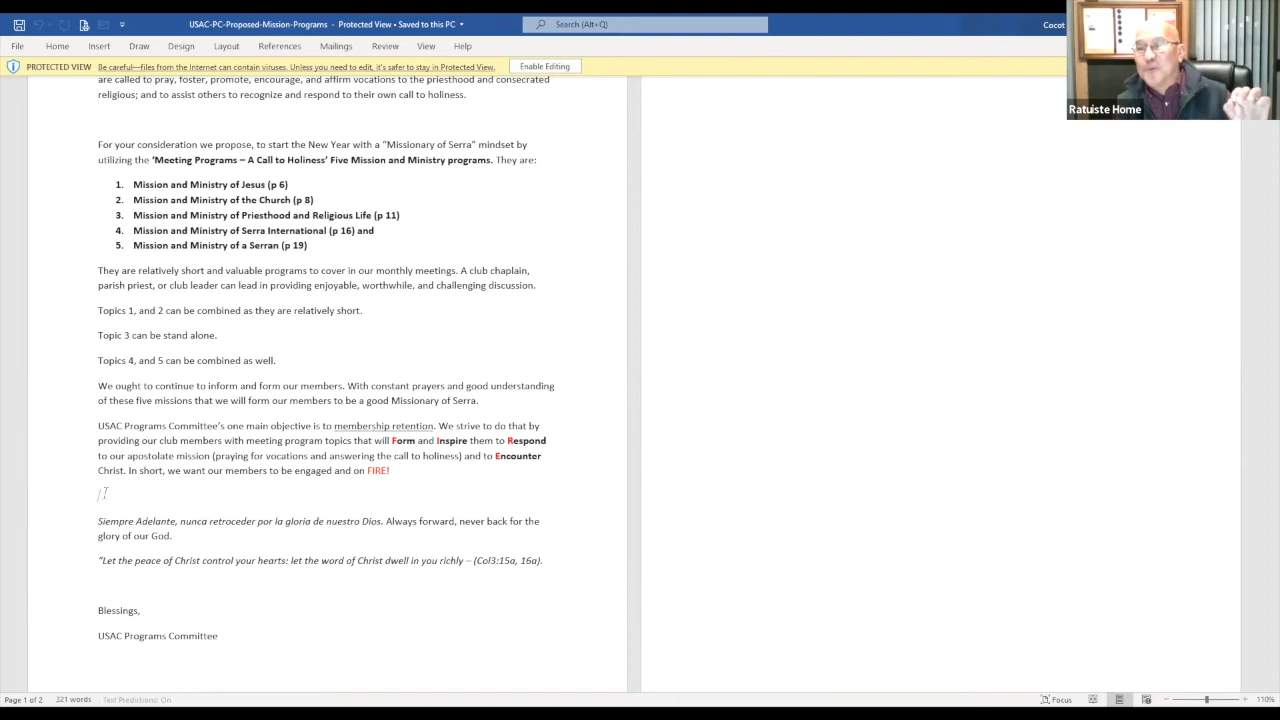 USAC-PC-Proposed-Mission-Programs - Protected View • Saved to this PC
Search (Alt+Q)
Cocot
File Home Insert Draw Design Layout References Mailings Review View Help
PROTECTED VIEW Be careful—files from the Internet can contain viruses. Unless you need to edit, it's safer to stay in Protected View. Enable Editing
Ratuiste Home
are called to pray, foster, promote, encourage, and affirm vocations to the priesthood and consecrated
religious; and to assist others to recognize and respond to their own call to holiness.
For your consideration we propose, to start the New Year with a “Missionary of Serra” mindset by
utilizing the ‘Meeting Programs – A Call to Holiness’ Five Mission and Ministry programs. They are:
1. Mission and Ministry of Jesus (p 6)
2. Mission and Ministry of the Church (p 8)
3. Mission and Ministry of Priesthood and Religious Life (p 11)
4. Mission and Ministry of Serra International (p 16) and
5. Mission and Ministry of a Serran (p 19)
They are relatively short and valuable programs to cover in our monthly meetings. A club chaplain,
parish priest, or club leader can lead in providing enjoyable, worthwhile, and challenging discussion.
Topics 1, and 2 can be combined as they are relatively short.
Topic 3 can be stand alone.
Topics 4, and 5 can be combined as well.
We ought to continue to inform and form our members. With constant prayers and good understanding
of these five missions that we will form our members to be a good Missionary of Serra.
USAC Programs Committee’s one main objective is to membership retention. We strive to do that by
providing our club members with meeting program topics that will Form and Inspire them to Respond
to our apostolate mission (praying for vocations and answering the call to holiness) and to Encounter
Christ. In short, we want our members to be engaged and on FIRE!
Siempre Adelante, nunca retroceder por la gloria de nuestro Dios. Always forward, never back for the
glory of our God.
“Let the peace of Christ control your hearts: let the word of Christ dwell in you richly – (Col3:15a, 16a).
Blessings,
USAC Programs Committee
Page 1 of 2 321 words Text Predictions: On Focus 110%